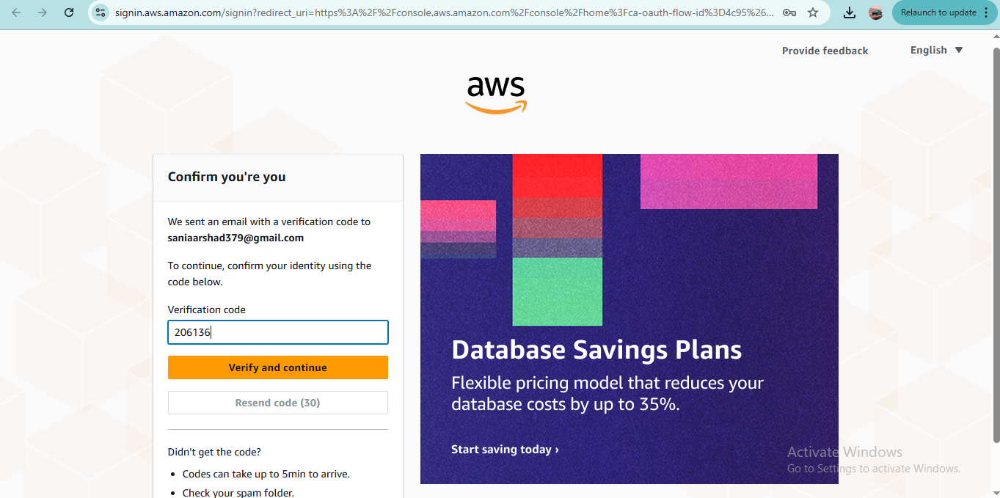 signin.aws.amazon.com/signin?redirect_uri=https%3A%2F%2Fconsole.aws.amazon.com%2Fconsole%2Fhome%3Fca-oauth-flow-id%3D4c95%26...
Relaunch to update
Provide feedback
English
aws
Confirm you're you
We sent an email with a verification code to
saniaarshad379@gmail.com
To continue, confirm your identity using the
code below.
Verification code
206136
Verify and continue
Resend code (30)
Didn't get the code?
• Codes can take up to 5min to arrive.
• Check your spam folder.
Database Savings Plans
Flexible pricing model that reduces your
database costs by up to 35%.
Start saving today ›
Activate Windows
Go to Settings to activate Windows.